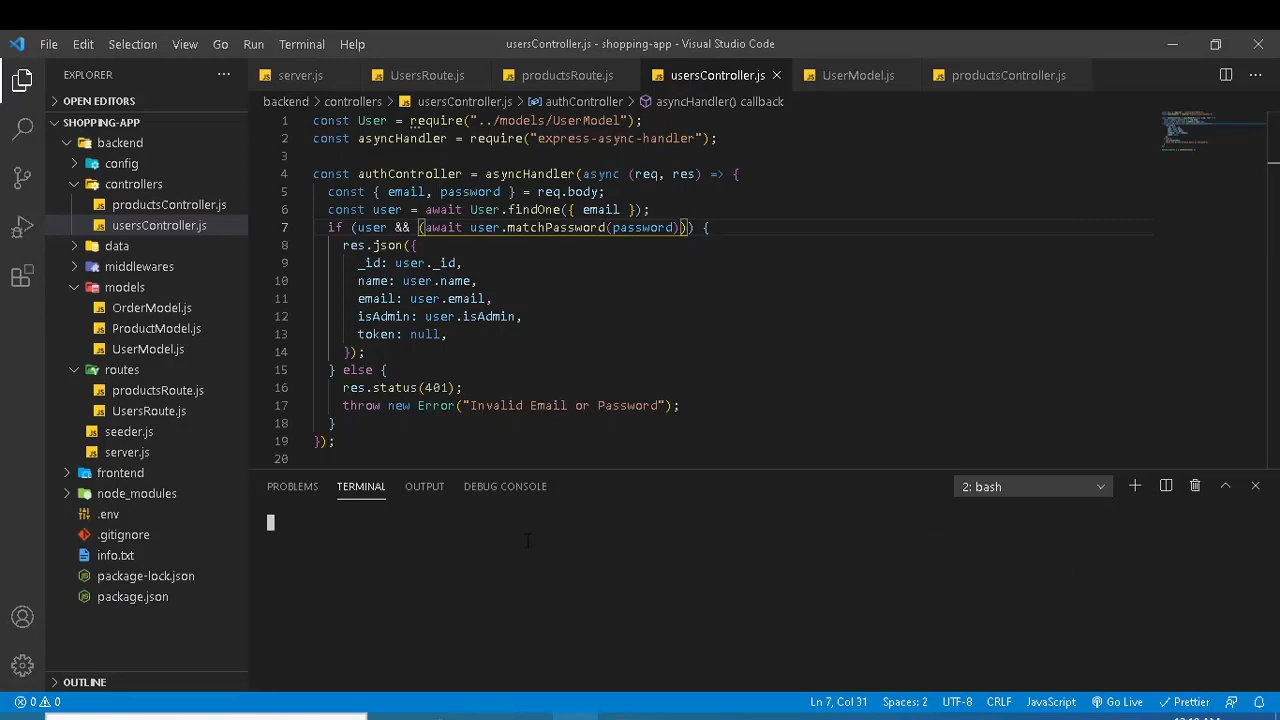 File Edit Selection View Go Run Terminal Help
usersController.js - shopping-app - Visual Studio Code
EXPLORER
OPEN EDITORS
SHOPPING-APP
backend
config
controllers
productsController.js
usersController.js
data
middlewares
models
OrderModel.js
ProductModel.js
UserModel.js
routes
productsRoute.js
UsersRoute.js
seeder.js
server.js
frontend
node_modules
.env
.gitignore
info.txt
package-lock.json
package.json
OUTLINE
server.js UsersRoute.js productsRoute.js usersController.js UserModel.js productsController.js
backend > controllers > usersController.js > authController > asyncHandler() callback
1 const User = require("../models/UserModel");
2 const asyncHandler = require("express-async-handler");
3
4 const authController = asyncHandler(async (req, res) => {
5 const { email, password } = req.body;
6 const user = await User.findOne({ email });
7 if (user && (await user.matchPassword(password))) {
8 res.json({
9 _id: user._id,
10 name: user.name,
11 email: user.email,
12 isAdmin: user.isAdmin,
13 token: null,
14 });
15 } else {
16 res.status(401);
17 throw new Error("Invalid Email or Password");
18 }
19 });
20
PROBLEMS TERMINAL OUTPUT DEBUG CONSOLE
2: bash
0 0
Ln 7, Col 31 Spaces: 2 UTF-8 CRLF JavaScript Go Live Prettier